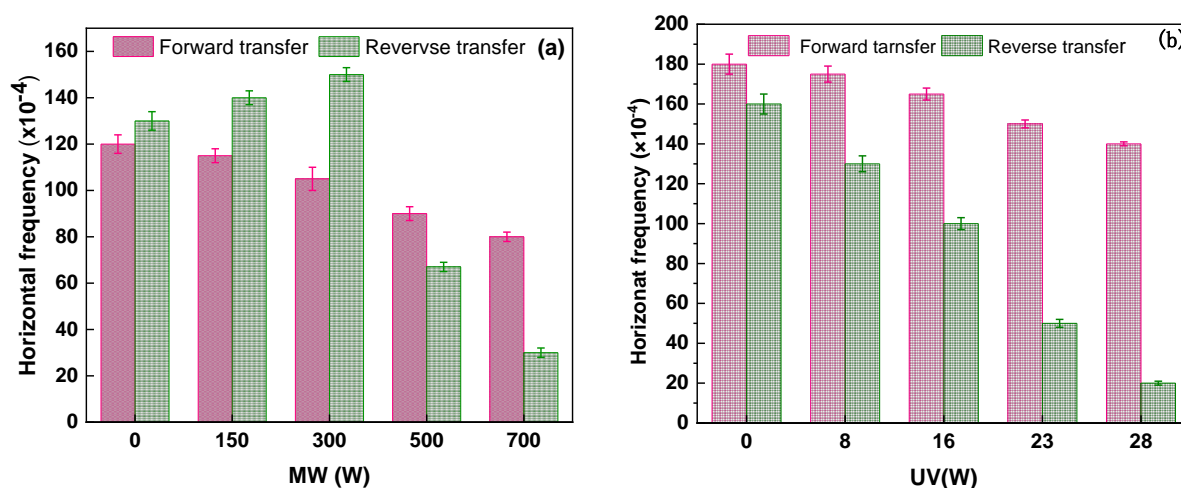 Forward transfer
Revervse transfer
(a)
Horizontal frequency (x10⁻⁴)
160
140
120
100
80
60
40
20
0
0 150 300 500 700
MW (W)
Forward tarnsfer
Reverse transfer
(b)
Horizonat frequency (×10⁻⁴)
200
180
160
140
120
100
80
60
40
20
0
0 8 16 23 28
UV(W)